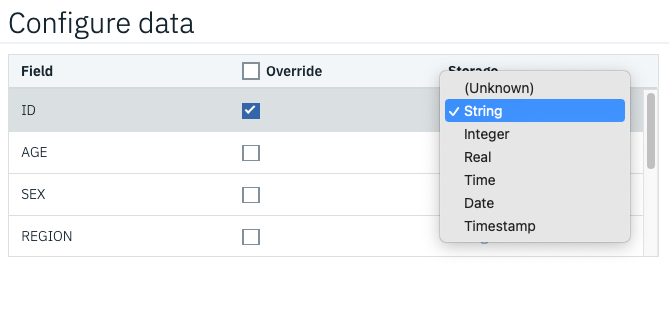 Configure data
Field Override Storage
(Unknown)
ID String
Integer
AGE Real
Time
SEX Date
Timestamp
REGION